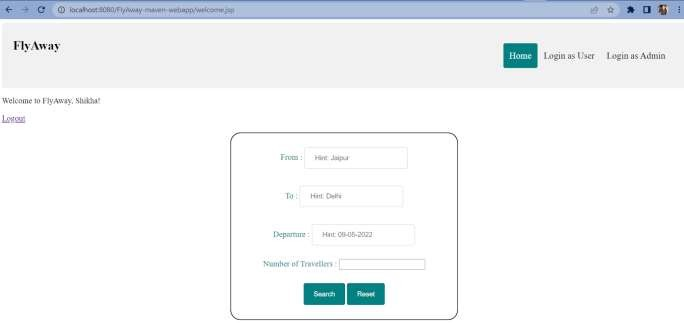 localhost:8080/FlyAway-maven-webapp/welcome.jsp
FlyAway
Home Login as User Login as Admin
Welcome to FlyAway, Shikha!
Logout
From : Hint: Jaipur
To : Hint: Delhi
Departure : Hint: 09-05-2022
Number of Travellers :
Search Reset